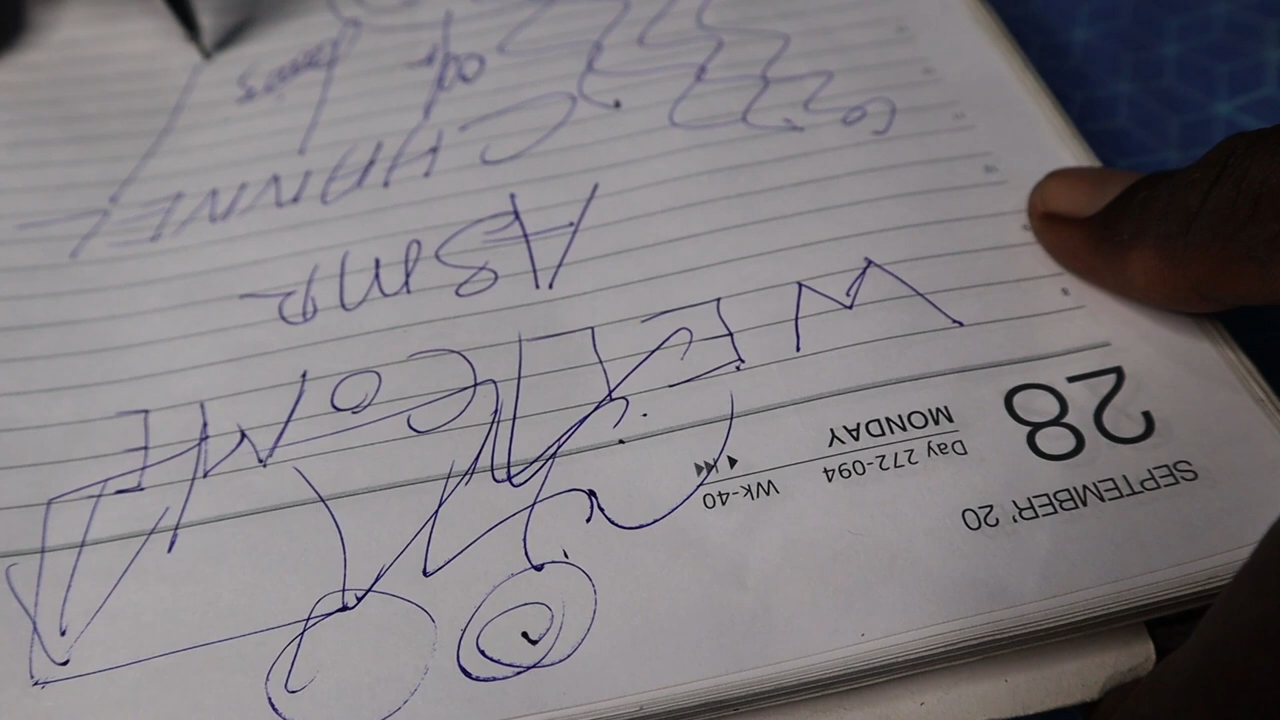 SEPTEMBER' 20
28
Day 272-094
MONDAY
Wk-40
WELCOME
ASMR
CHANNEL